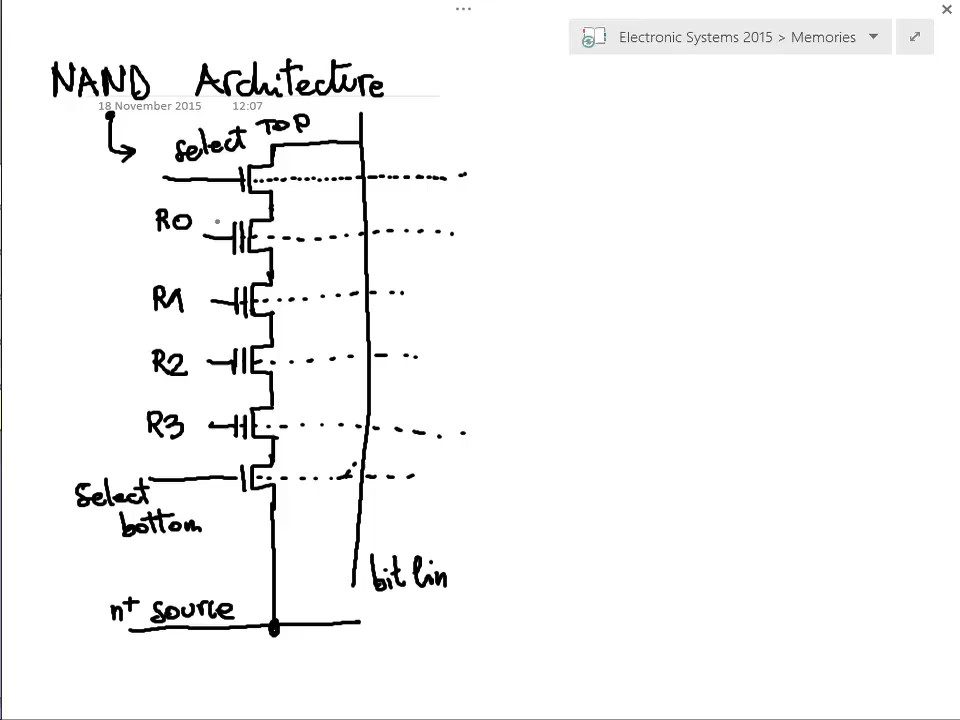 Electronic Systems 2015 > Memories
NAND Architecture
18 November 2015 12:07
select TOP
R0
R1
R2
R3
Select
bottom
bit lin
n+ source